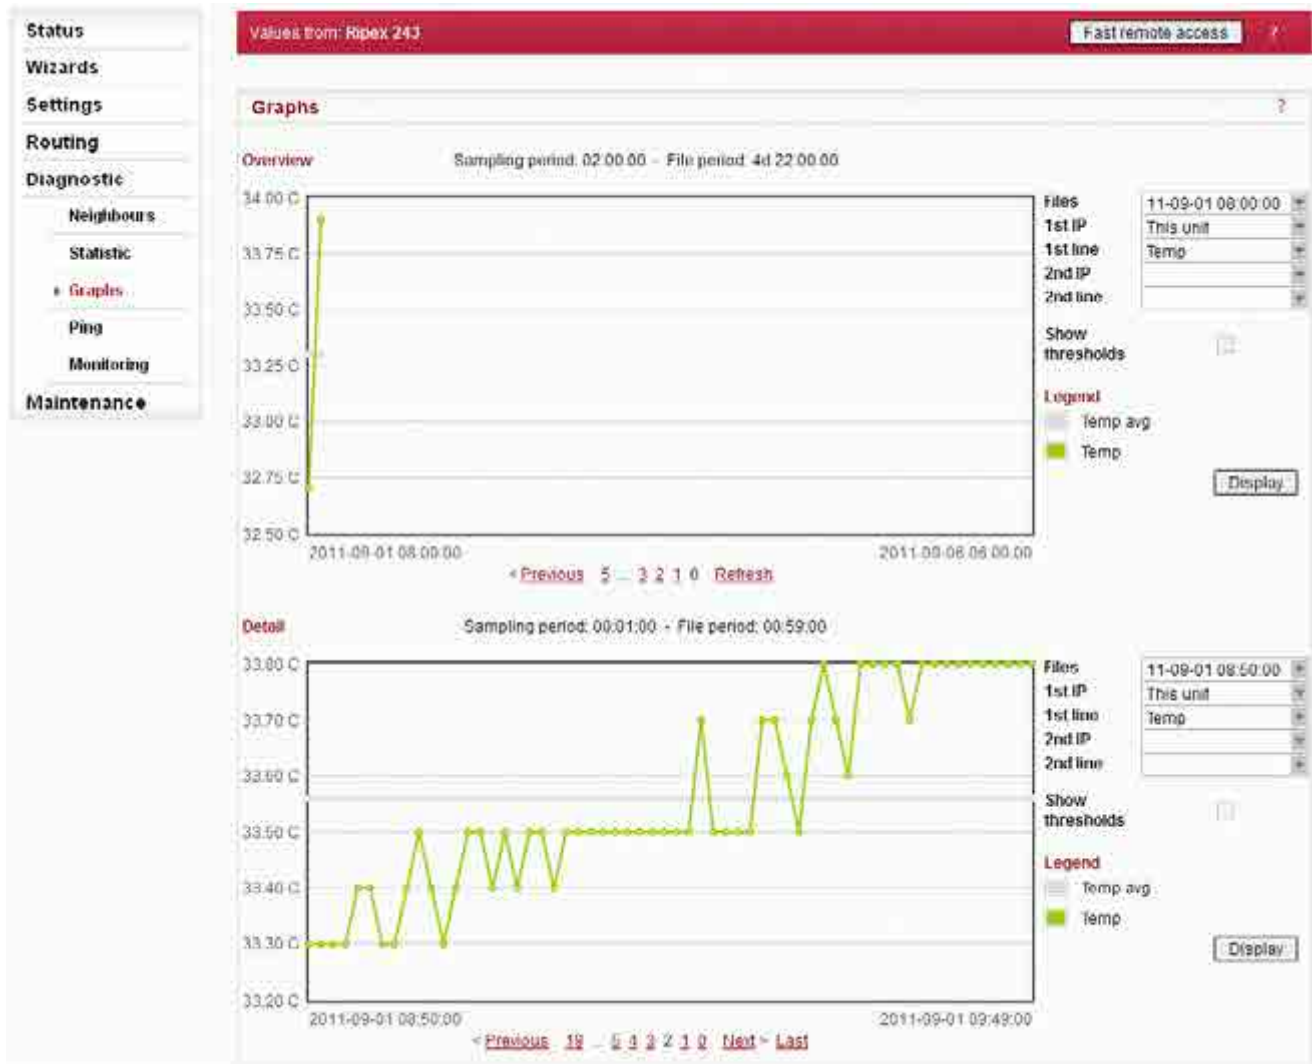 Status
Wizards
Settings
Routing
Diagnostic
Neighbours
Statistic
Graphs
Ping
Monitoring
Maintenance
Values from: Ripex 243
Fast remote access
?
Graphs
?
Overview
Sampling period: 02:00:00 - File period: 4d 22:00:00
34.00 C
33.75 C
33.50 C
33.25 C
33.00 C
32.75 C
32.50 C
2011-09-01 08:00:00
2011-09-06 06:00:00
< Previous 5 ... 3 2 1 0 Refresh
Files
11-09-01 08:00:00
1st IP
This unit
1st line
Temp
2nd IP
2nd line
Show
thresholds
Legend
Temp avg
Temp
Display
Detail
Sampling period: 00:01:00 - File period: 00:59:00
33.80 C
33.70 C
33.60 C
33.50 C
33.40 C
33.30 C
33.20 C
2011-09-01 08:50:00
2011-09-01 09:49:00
< Previous 19 ... 5 4 3 2 1 0 Next > Last
Files
11-09-01 08:50:00
1st IP
This unit
1st line
Temp
2nd IP
2nd line
Show
thresholds
Legend
Temp avg
Temp
Display